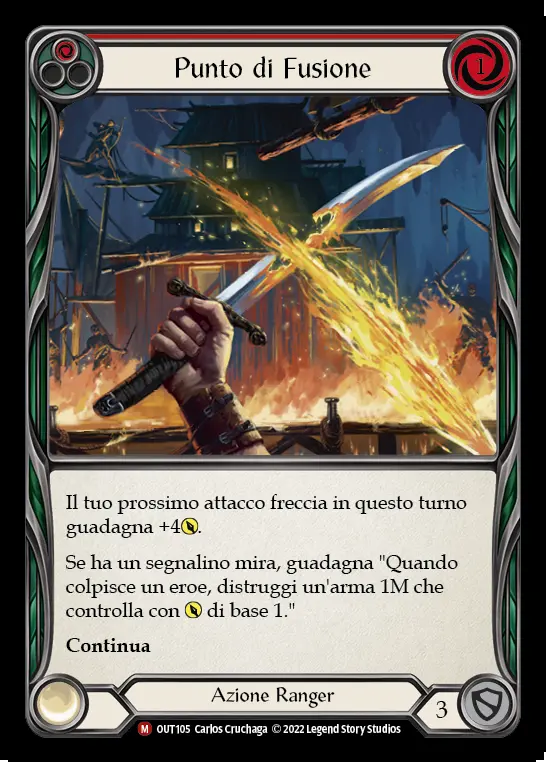 Punto di Fusione
1
Il tuo prossimo attacco freccia in questo turno
guadagna +4.
Se ha un segnalino mira, guadagna "Quando
colpisce un eroe, distruggi un'arma 1M che
controlla con di base 1."
Continua
Azione Ranger
3
M OUT105 Carlos Cruchaga © 2022 Legend Story Studios